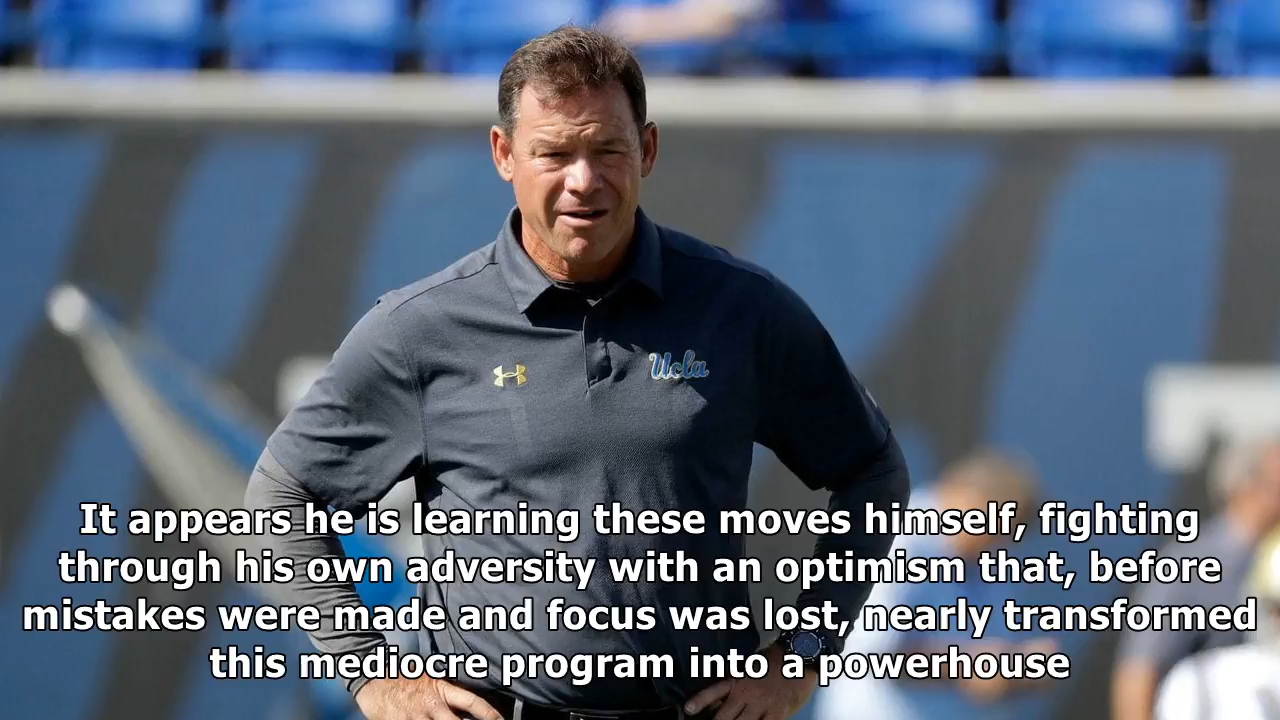 Ucla
It appears he is learning these moves himself, fighting
through his own adversity with an optimism that, before
mistakes were made and focus was lost, nearly transformed
this mediocre program into a powerhouse